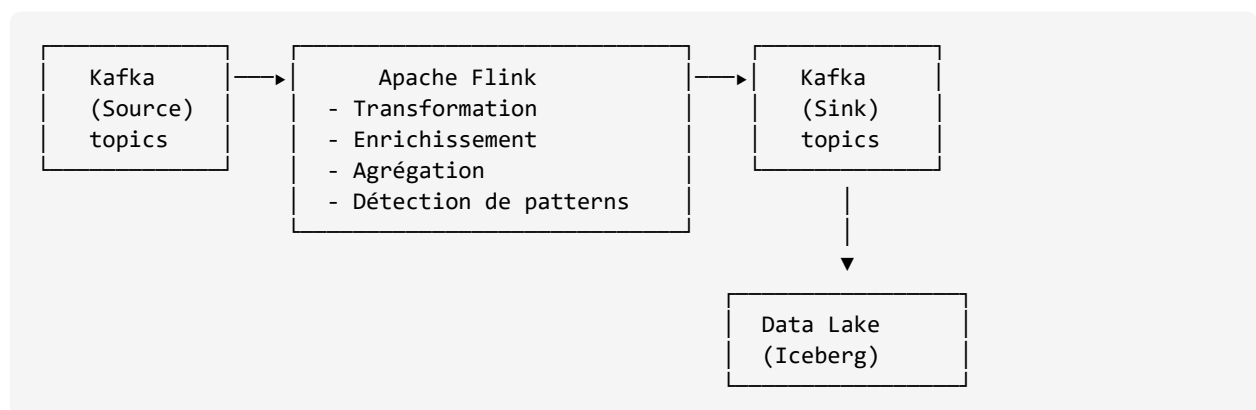 Kafka
(Source)
topics
Apache Flink
- Transformation
- Enrichissement
- Agrégation
- Détection de patterns
Kafka
(Sink)
topics
Data Lake
(Iceberg)